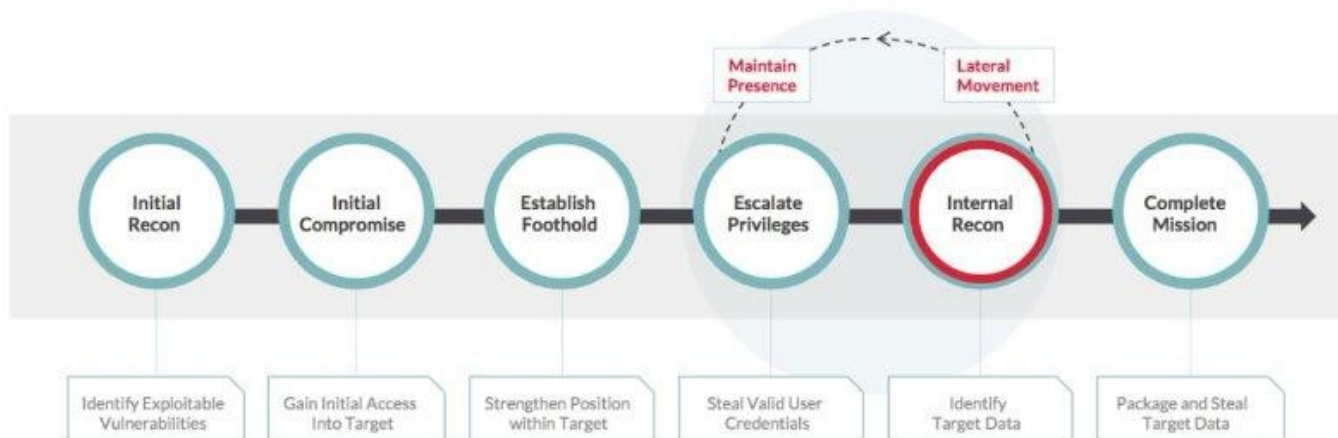 Maintain
Presence
Lateral
Movement
Initial
Recon
Initial
Compromise
Establish
Foothold
Escalate
Privileges
Internal
Recon
Complete
Mission
Identify Exploitable
Vulnerabilities
Gain Initial Access
Into Target
Strengthen Position
within Target
Steal Valid User
Credentials
Identify
Target Data
Package and Steal
Target Data